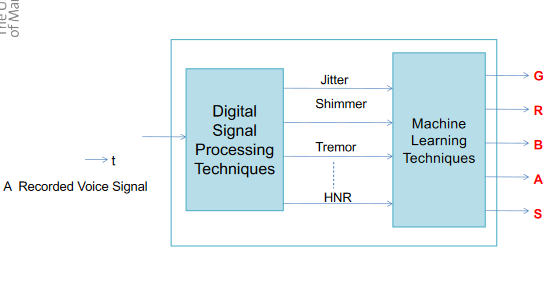 The U
of Ma
Jitter
Shimmer
Tremor
HNR
Digital
Signal
Processing
Techniques
Machine
Learning
Techniques
G
R
B
A
S
t
A Recorded Voice Signal